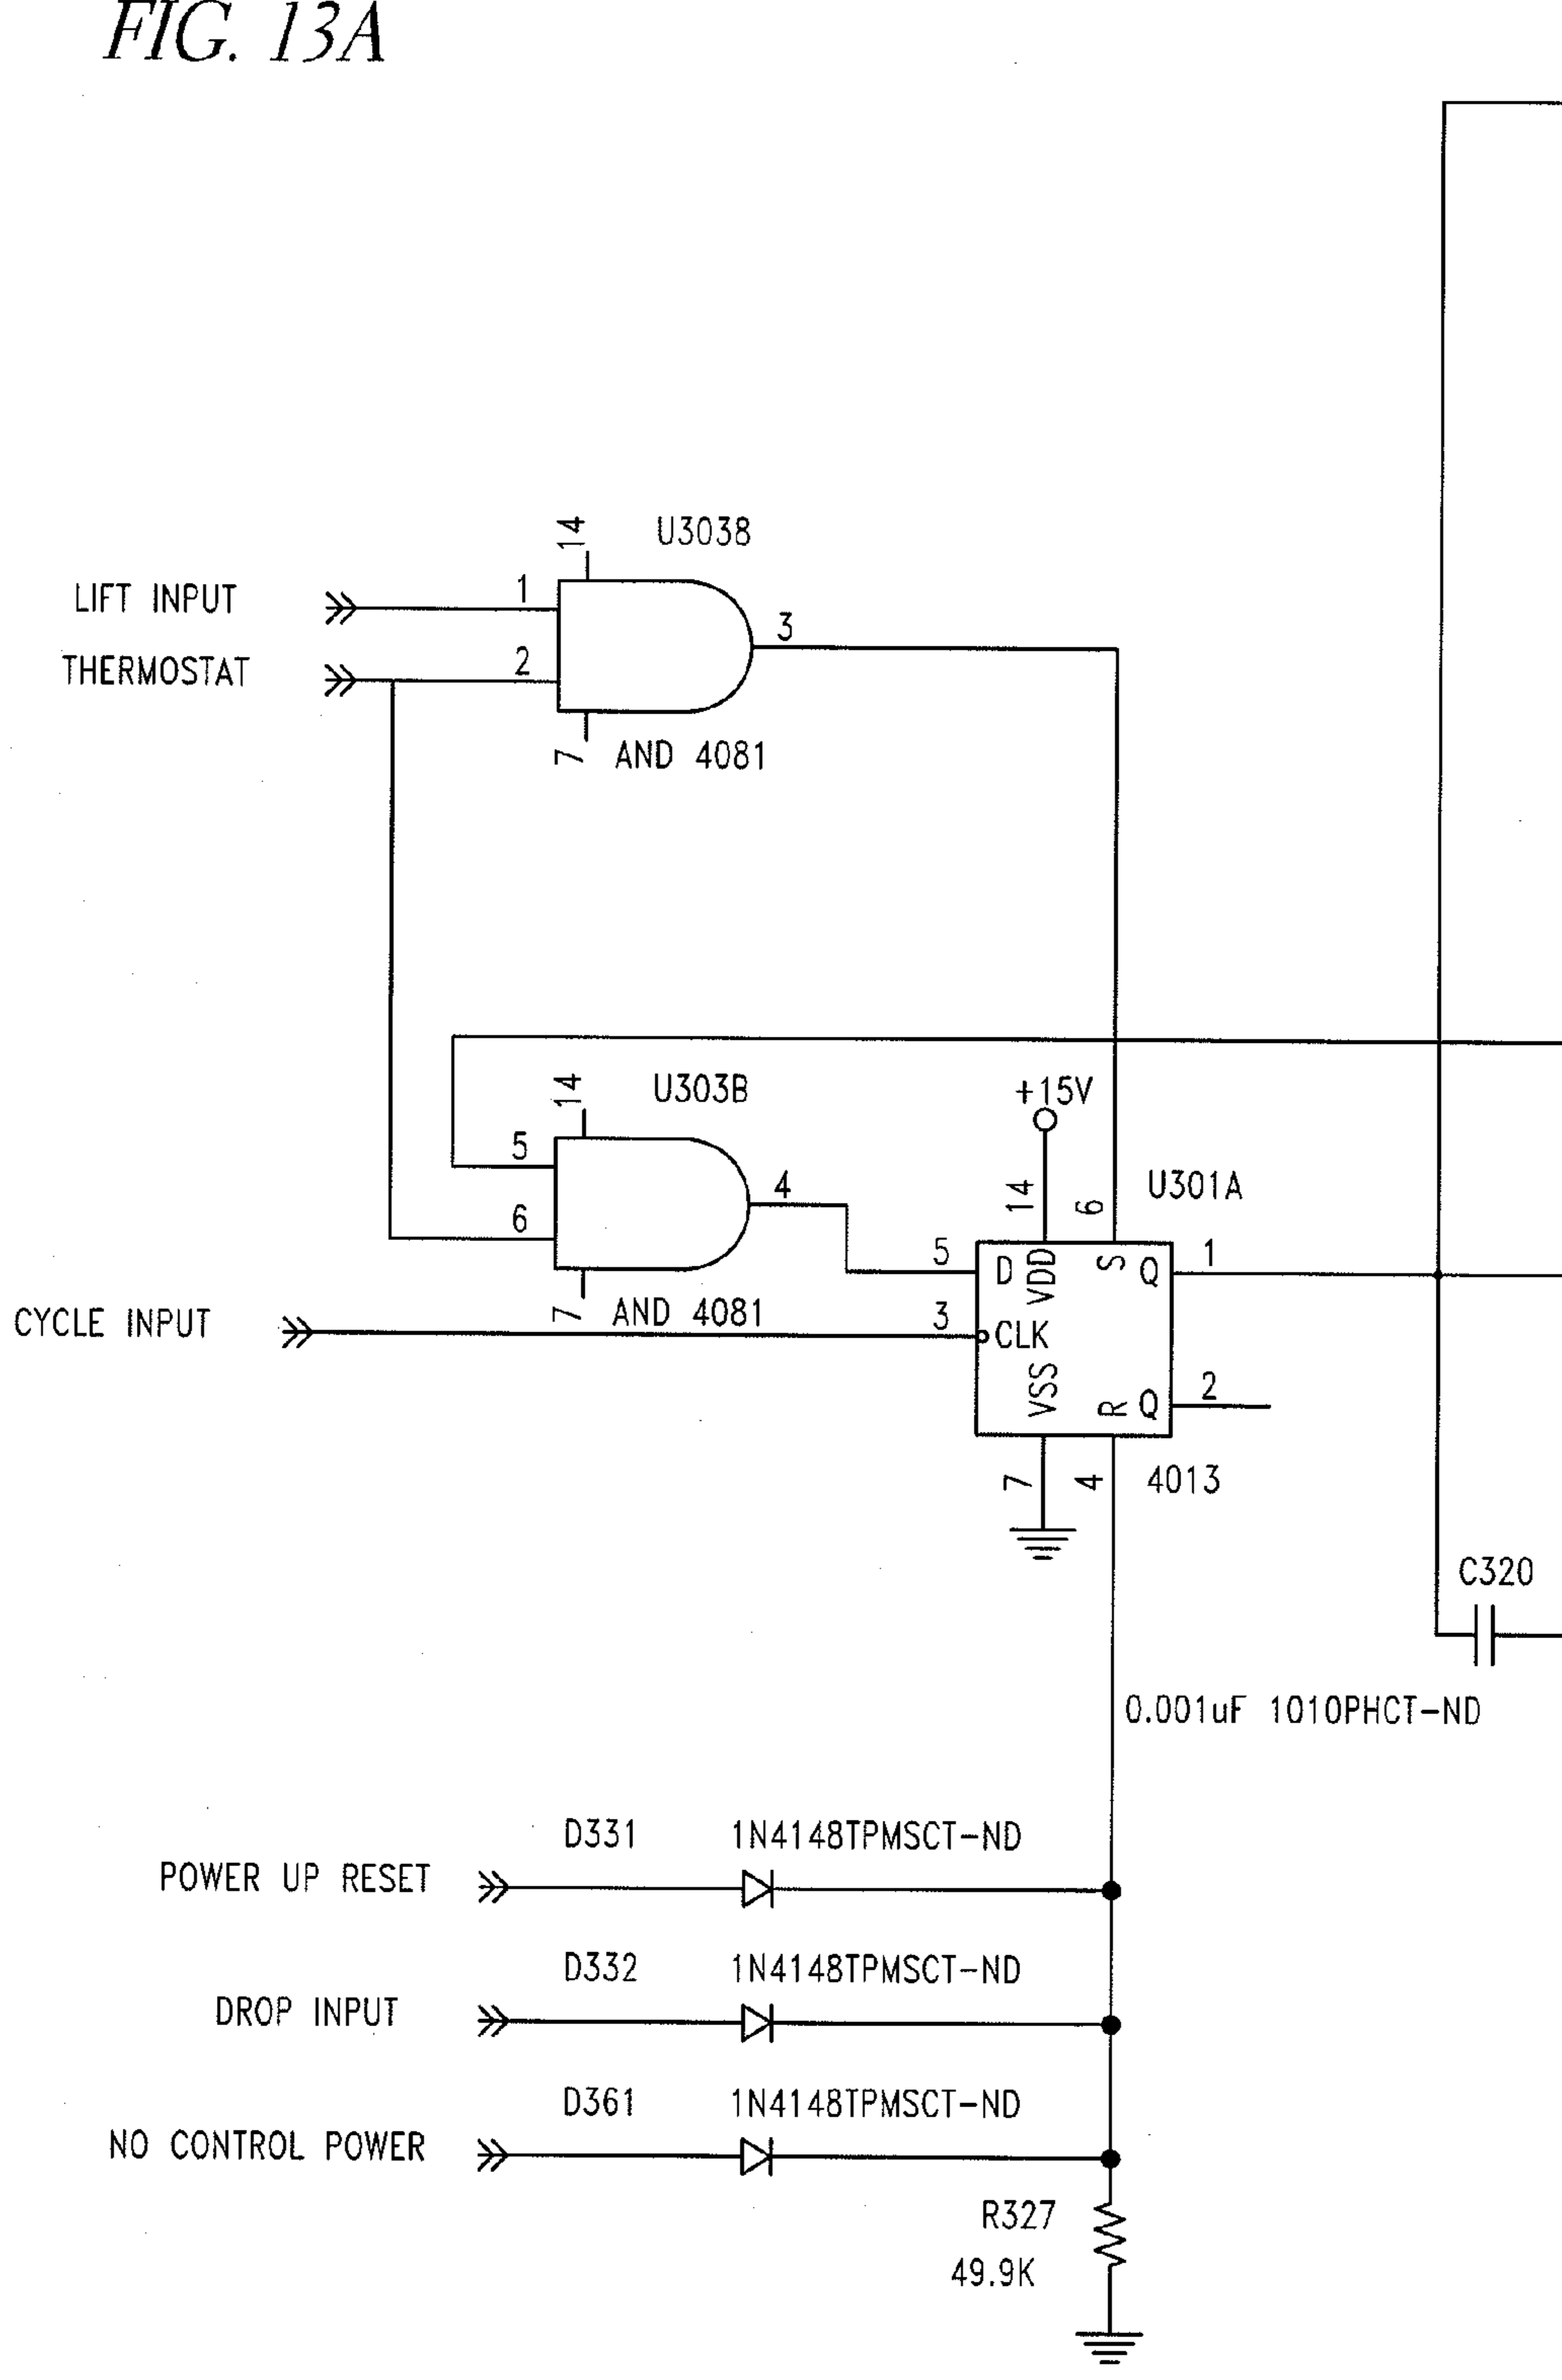 FIG. 13A
14
U3038
LIFT INPUT
1
3
THERMOSTAT
2
7
AND 4081
14
U303B
+15V
5
4
14
6
U301A
6
5
D
VDD
S
Q
1
CYCLE INPUT
7
AND 4081
3
CLK
VSS
R
Q
2
7
4
4013
C320
0.001uF 1010PHCT-ND
D331
1N4148TPMSCT-ND
POWER UP RESET
D332
1N4148TPMSCT-ND
DROP INPUT
D361
1N4148TPMSCT-ND
NO CONTROL POWER
R327
49.9K